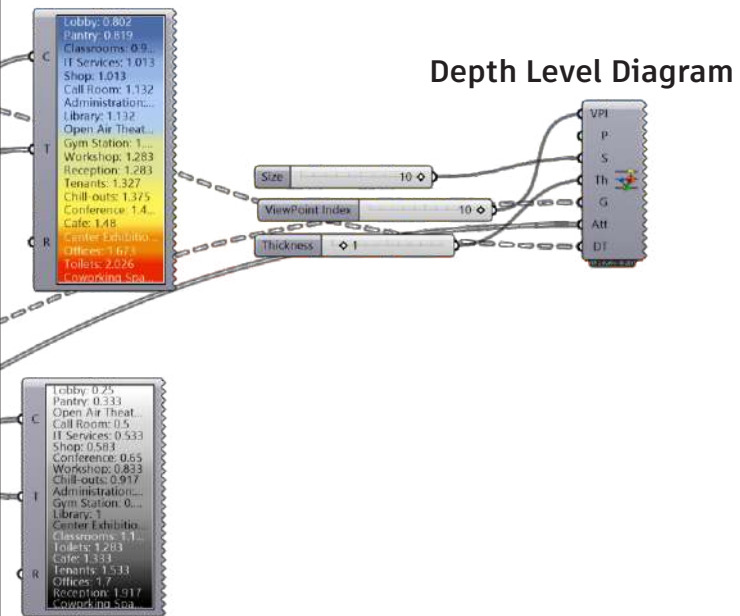 Lobby: 0.802
Pantry: 0.819
Classrooms: 0.9...
IT Services: 1.013
Shop: 1.013
Call Room: 1.132
Administration:...
Library: 1.132
Open Air Theat...
Gym Station: 1....
Workshop: 1.283
Reception: 1.283
Tenants: 1.327
Chill-outs: 1.375
Conference: 1.4...
Cafe: 1.48
Center Exhibitio...
Offices: 1.673
Toilets: 2.026
Coworking Spa...
C
T
R
Depth Level Diagram
Size 10
ViewPoint Index 10
Thickness 1
VPI
P
S
Th
G
Att
DT
Lobby: 0.25
Pantry: 0.333
Open Air Theat...
Call Room: 0.5
IT Services: 0.533
Shop: 0.583
Conference: 0.65
Workshop: 0.833
Chill-outs: 0.917
Administration:...
Gym Station: 0....
Library: 1
Center Exhibitio...
Classrooms: 1.1...
Toilets: 1.283
Cafe: 1.333
Tenants: 1.533
Offices: 1.7
Reception: 1.917
Coworking Spa...
C
T
R